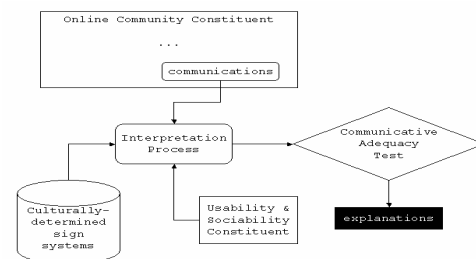 Online Community Constituent
...
communications
Interpretation
Process
Communicative
Adequacy
Test
Culturally-
determined
sign
systems
Usability &
Sociability
Constituent
explanations